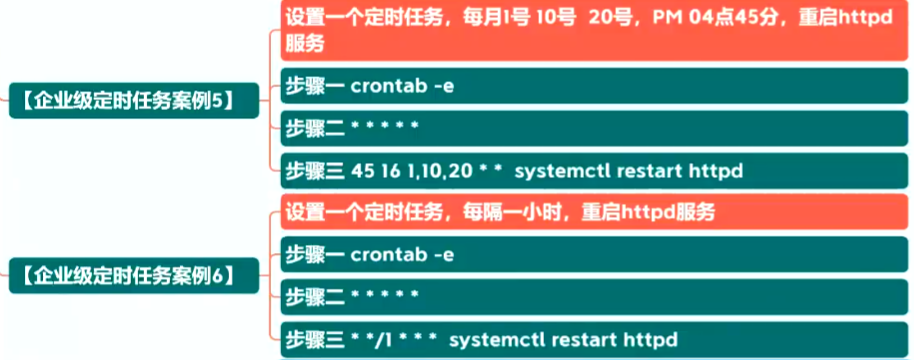 设置一个定时任务，每月1号 10号 20号，PM 04点45分，重启httpd
服务
【企业级定时任务案例5】
步骤一 crontab -e
步骤二 * * * * *
步骤三 45 16 1,10,20 * * systemctl restart httpd
设置一个定时任务，每隔一小时，重启httpd服务
【企业级定时任务案例6】
步骤一 crontab -e
步骤二 * * * * *
步骤三 * */1 * * * systemctl restart httpd